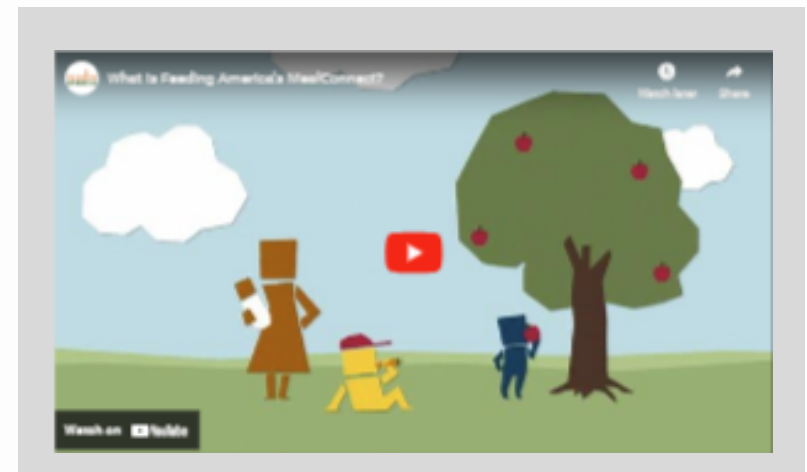 What Is Feeding America's MealConnect?
Watch later
Share
Watch on YouTube